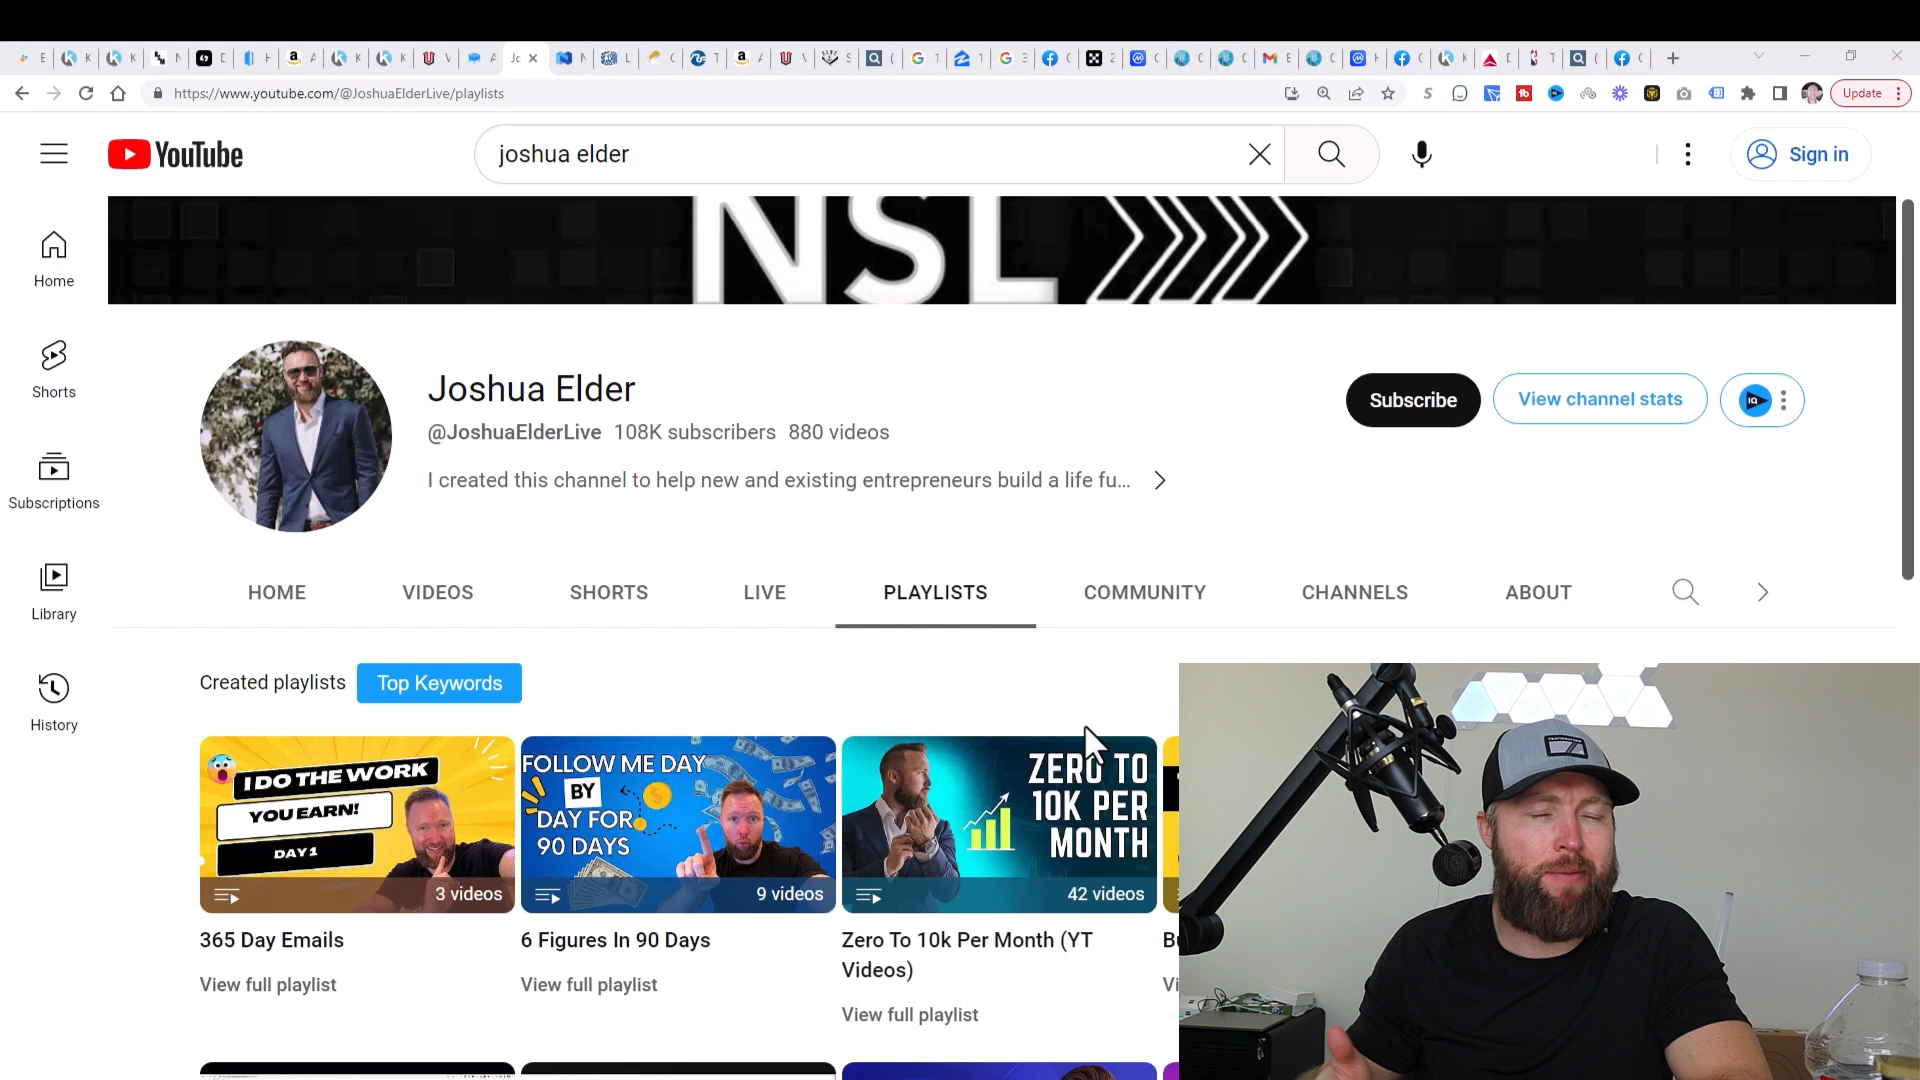 https://www.youtube.com/@JoshuaElderLive/playlists
Update
YouTube
joshua elder
Sign in
NSL
Home
Shorts
Subscriptions
Library
History
Joshua Elder
@JoshuaElderLive 108K subscribers 880 videos
I created this channel to help new and existing entrepreneurs build a life fu...
Subscribe
View channel stats
IQ
HOME
VIDEOS
SHORTS
LIVE
PLAYLISTS
COMMUNITY
CHANNELS
ABOUT
Created playlists
Top Keywords
I DO THE WORK
YOU EARN!
DAY 1
3 videos
FOLLOW ME DAY
BY
DAY FOR
90 DAYS
9 videos
ZERO TO
10K PER
MONTH
42 videos
365 Day Emails
View full playlist
6 Figures In 90 Days
View full playlist
Zero To 10k Per Month (YT
Videos)
View full playlist